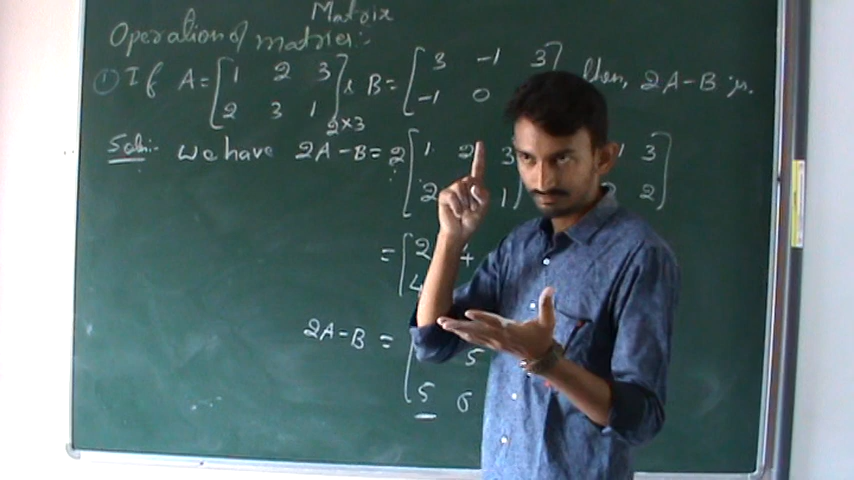 Matrix
Operation of matrices:-
① If A = [1 2 3 & B = [3 -1 3] then, 2A-B is.
2 3 1]2×3 -1 0
Soln:- We have 2A-B = 2[1 2 3 1 3]
2 1] 2
= [2 4
4
2A-B = [ 5
5 6